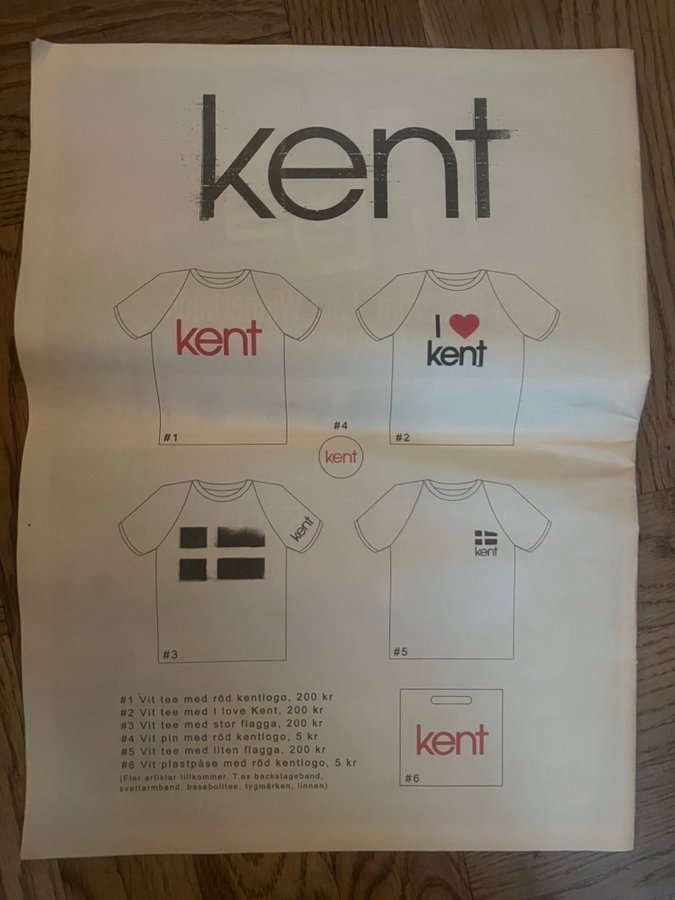 kent
kent
I ❤
kent
#1
#4
#2
kent
kent
kent
#3
#5
#1 Vit tee med röd kentlogo, 200 kr
#2 Vit tee med I love Kent, 200 kr
#3 Vit tee med stor flagga, 200 kr
#4 Vit pin med röd kentlogo, 5 kr
#5 Vit tee med liten flagga, 200 kr
#6 Vit plastpåse med röd kentlogo, 5 kr
(Fler artiklar tillkommer. T.ex backstageband,
svettarmband, basebolltee, tygmärken, linnen)
kent
#6